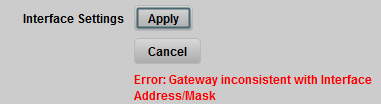 Interface Settings Apply
Cancel
Error: Gateway inconsistent with Interface
Address/Mask